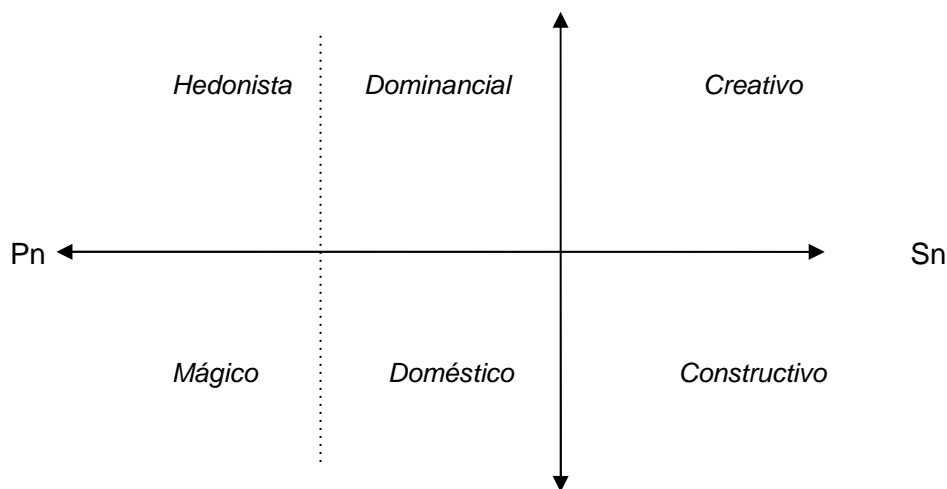 Hedonista Dominancial Creativo
Pn Sn
Mágico Doméstico Constructivo